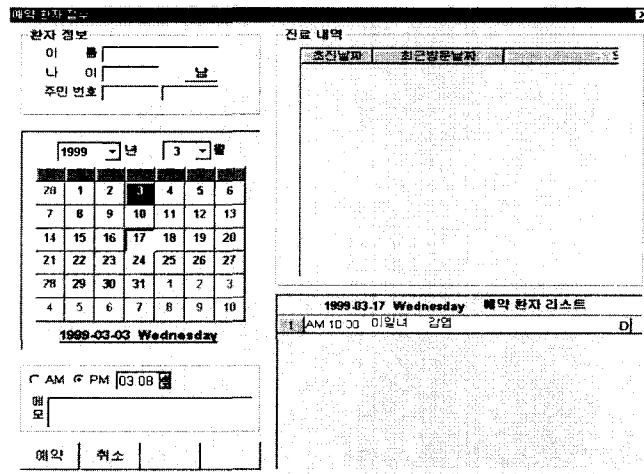 예약 환자 정보
환자 정보
이 름
나 이 남
주민 번호
1999 년 3 월
28 1 2 3 4 5 6
7 8 9 10 11 12 13
14 15 16 17 18 19 20
21 22 23 24 25 26 27
28 29 30 31 1 2 3
4 5 6 7 8 9 10
1999-03-03 Wednesday
AM PM 03 08
메모
예약 취소
진료 내역
초진날짜 최근방문날짜
1999-03-17 Wednesday 예약 환자 리스트
1 AM 10 00 이일녀 감염